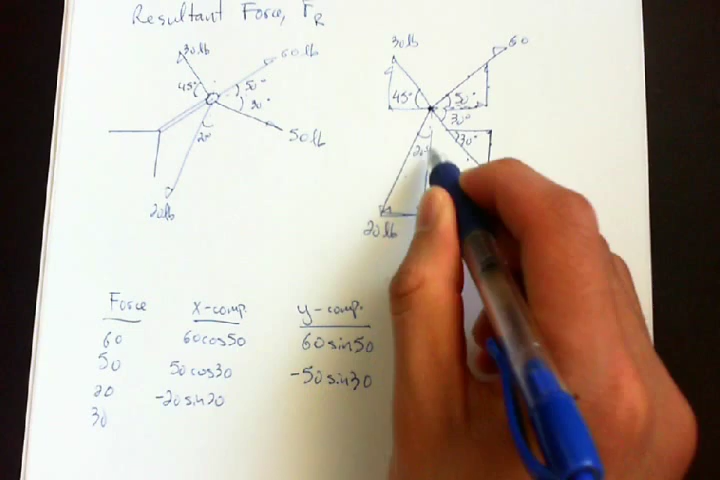 Resultant Force, F_R
30lb
60lb
45°
50°
30°
20°
50lb
20lb
30lb
60
45°
50°
30°
30°
20°
20lb
Force x-comp. y-comp.
60 60cos50 60sin50
50 50cos30 -50sin30
20 -20sin20
30